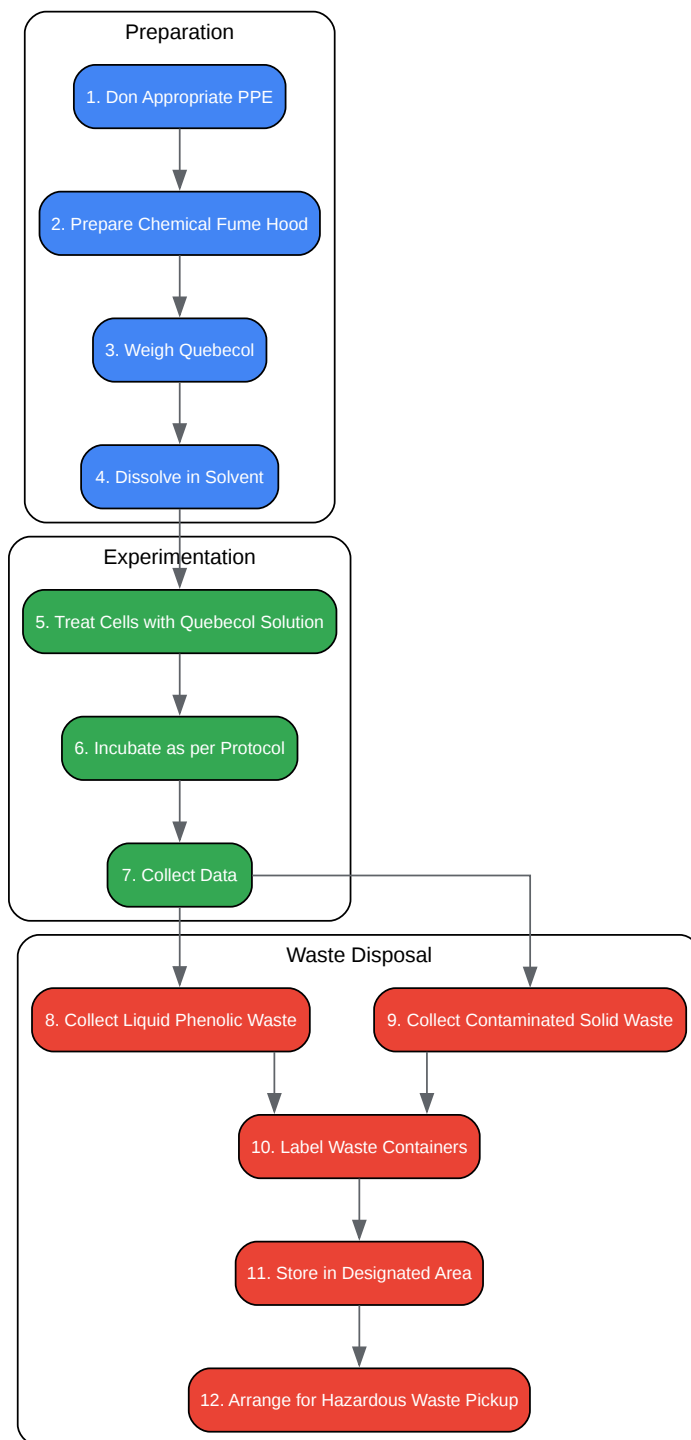 Preparation
1. Don Appropriate PPE
2. Prepare Chemical Fume Hood
3. Weigh Quebecol
4. Dissolve in Solvent
Experimentation
5. Treat Cells with Quebecol Solution
6. Incubate as per Protocol
7. Collect Data
Waste Disposal
8. Collect Liquid Phenolic Waste
9. Collect Contaminated Solid Waste
10. Label Waste Containers
11. Store in Designated Area
12. Arrange for Hazardous Waste Pickup